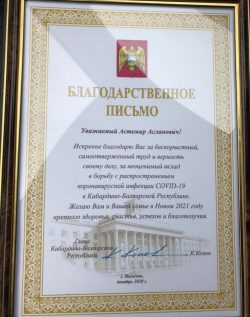 БЛАГОДАРСТВЕННОЕ
ПИСЬМО
Уважаемый Астемир Асланович!
Искренне благодарю Вас за бескорыстный,
самоотверженный труд и верность
своему делу, за неоценимый вклад
в борьбу с распространением
коронавирусной инфекции COVID-19
в Кабардино-Балкарской Республике.
Желаю Вам и Вашей семье в Новом 2021 году
крепкого здоровья, счастья, успехов и благополучия.
Глава
Кабардино-Балкарской
Республики
К.Коков
г. Нальчик,
декабрь 2020 г.